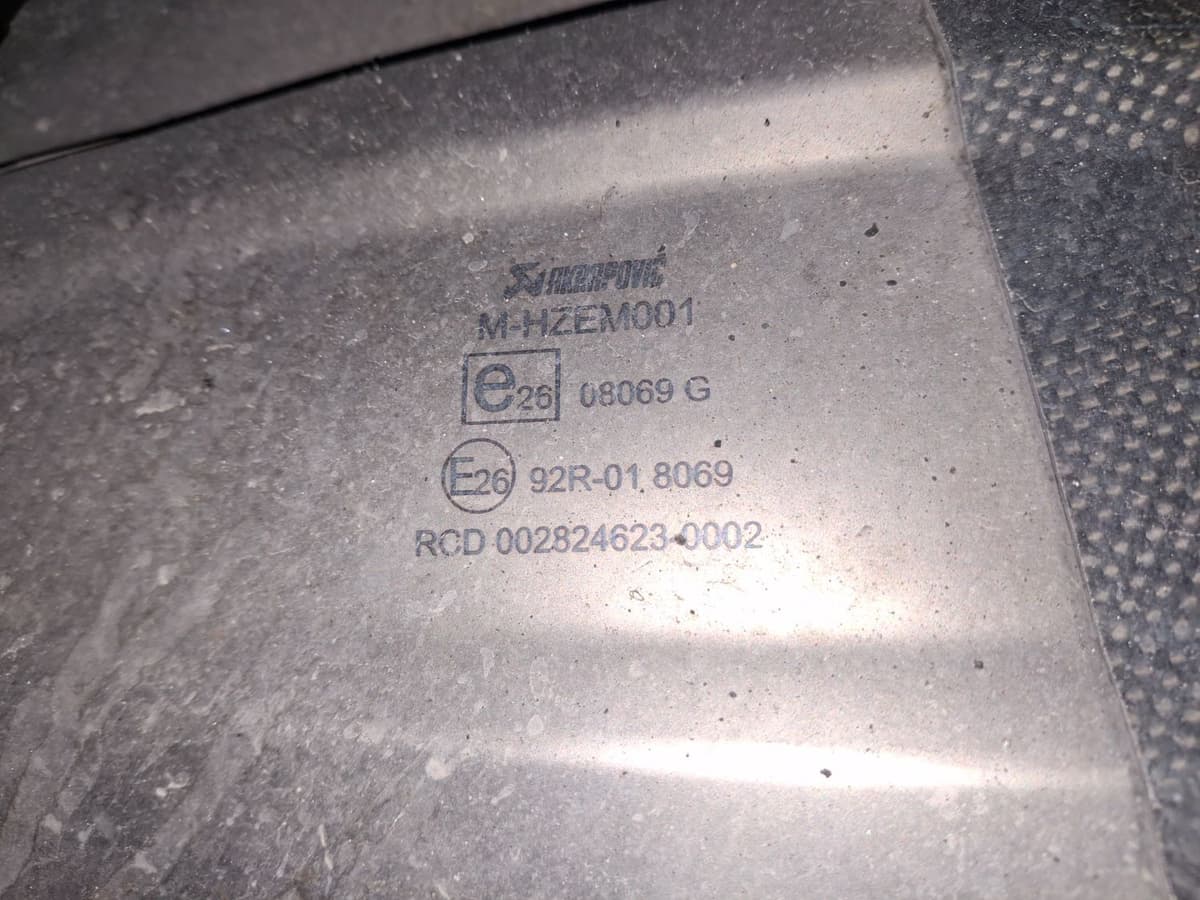 AKRAPOVIČ
M-HZEM001
e26 08069 G
E26 92R-01 8069
RCD 002824623-0002